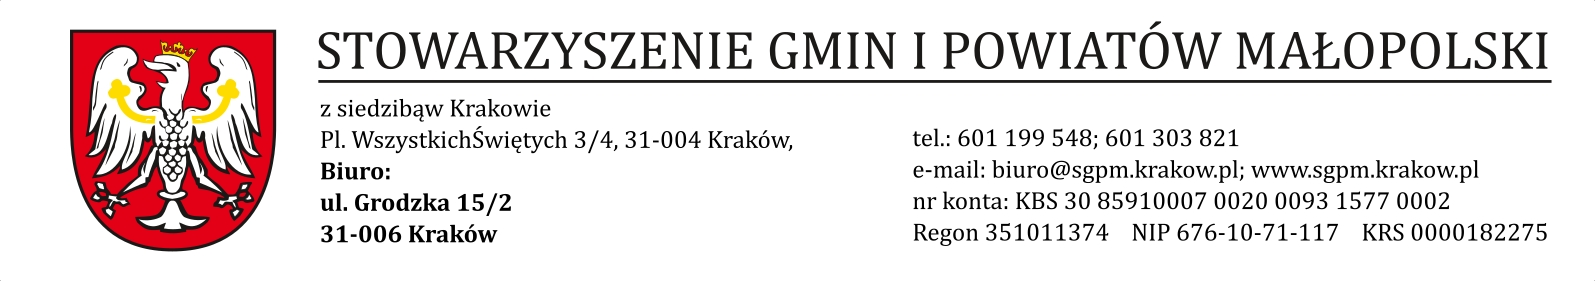 STOWARZYSZENIE GMIN I POWIATÓW MAŁOPOLSKI
z siedzibąw Krakowie
Pl. WszystkichŚwiętych 3/4, 31-004 Kraków,
Biuro:
ul. Grodzka 15/2
31-006 Kraków
tel.: 601 199 548; 601 303 821
e-mail: biuro@sgpm.krakow.pl; www.sgpm.krakow.pl
nr konta: KBS 30 85910007 0020 0093 1577 0002
Regon 351011374 NIP 676-10-71-117 KRS 0000182275